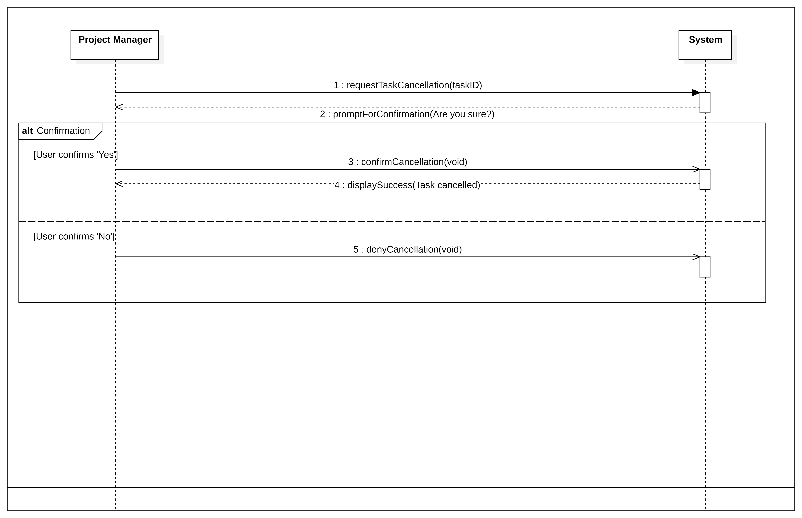 Project Manager
System
1 : requestTaskCancellation(taskID)
2 : promptForConfirmation(Are you sure?)
alt Confirmation
[User confirms 'Yes']
3 : confirmCancellation(void)
4 : displaySuccess(Task cancelled)
[User confirms 'No']
5 : denyCancellation(void)